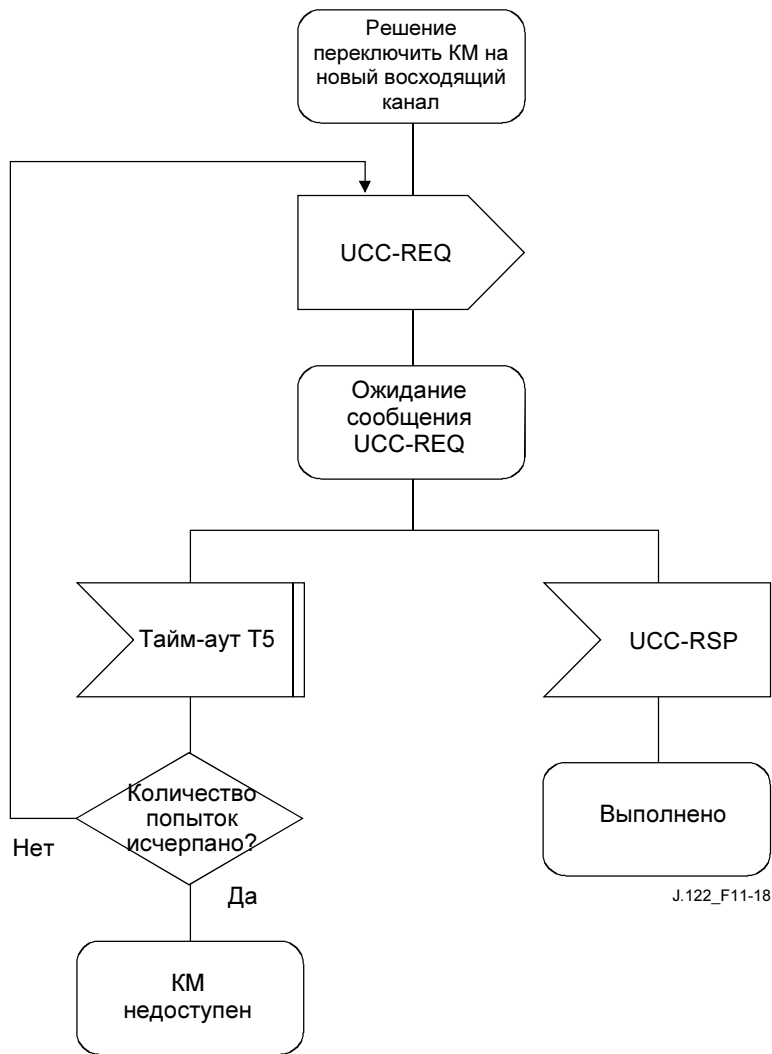 Решение
переключить КМ на
новый восходящий
канал
UCC-REQ
Ожидание
сообщения
UCC-REQ
Тайм-аут T5
UCC-RSP
Количество
попыток
исчерпано?
Выполнено
Нет
Да
J.122_F11-18
КМ
недоступен